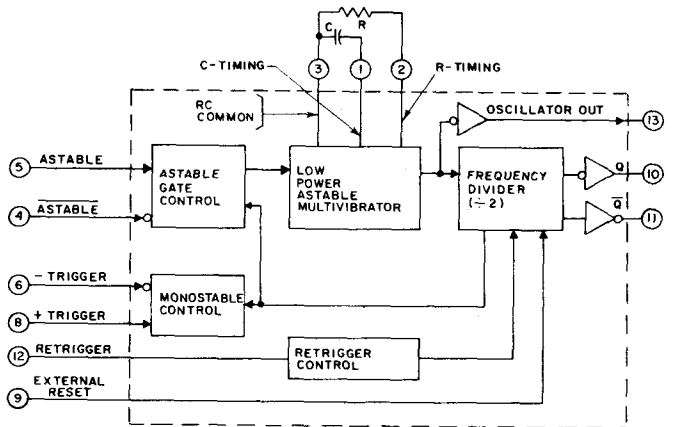 C
R
3
1
2
C-TIMING
R-TIMING
RC
COMMON
OSCILLATOR OUT
13
5
ASTABLE
ASTABLE
GATE
CONTROL
LOW
POWER
ASTABLE
MULTIVIBRATOR
FREQUENCY
DIVIDER
(÷2)
Q
10
4
A̅S̅T̅A̅B̅L̅E̅
Q̅
11
6
- TRIGGER
MONOSTABLE
CONTROL
8
+ TRIGGER
12
RETRIGGER
RETRIGGER
CONTROL
9
EXTERNAL
RESET